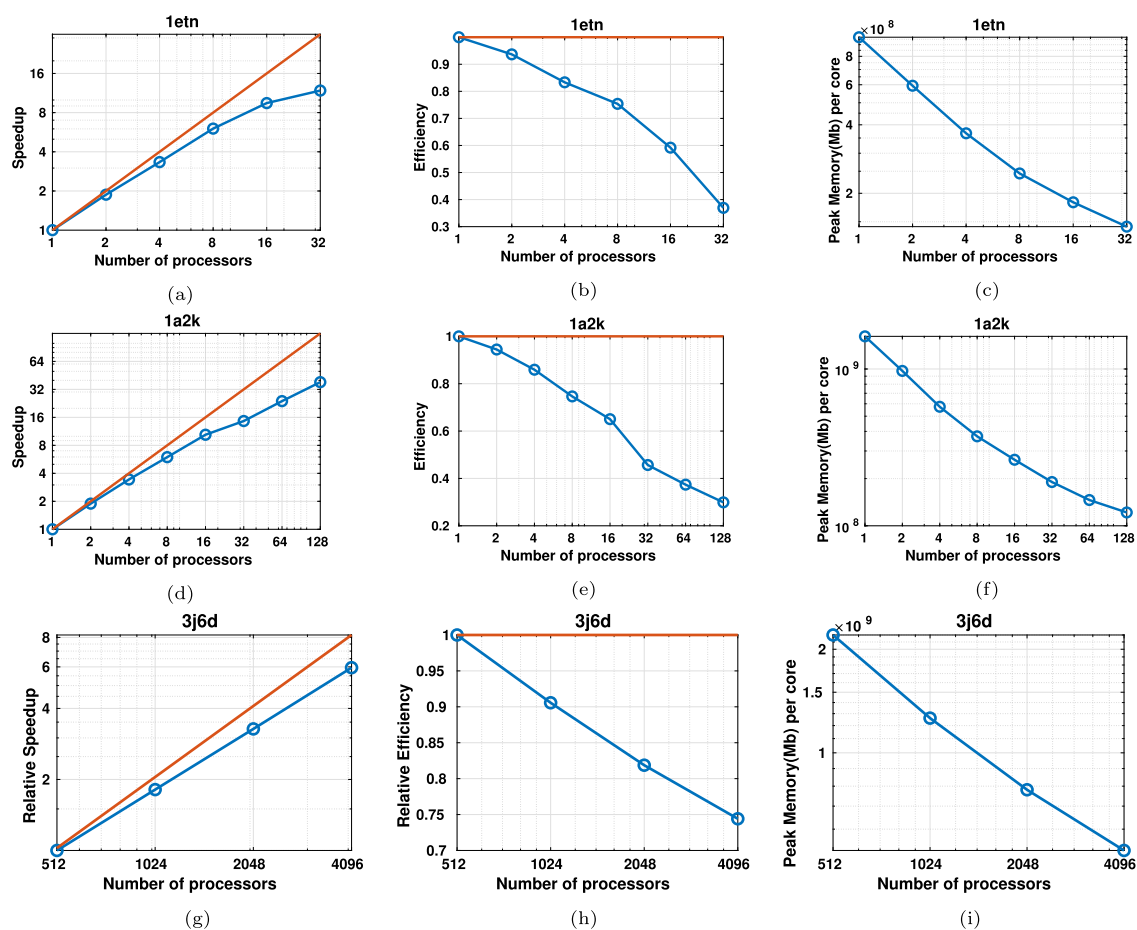 1etn
Speedup
16
8
4
2
1
1 2 4 8 16 32
Number of processors
(a)
1etn
Efficiency
0.9
0.8
0.7
0.6
0.5
0.4
0.3
1 2 4 8 16 32
Number of processors
(b)
×10^8
1etn
Peak Memory(Mb) per core
8
6
4
2
1 2 4 8 16 32
Number of processors
(c)
1a2k
Speedup
64
32
16
8
4
2
1
1 2 4 8 16 32 64 128
Number of processors
(d)
1a2k
Efficiency
1
0.8
0.6
0.4
0.2
1 2 4 8 16 32 64 128
Number of processors
(e)
1a2k
Peak Memory(Mb) per core
10^9
10^8
1 2 4 8 16 32 64 128
Number of processors
(f)
3j6d
Relative Speedup
8
6
4
2
512 1024 2048 4096
Number of processors
(g)
3j6d
Relative Efficiency
1
0.95
0.9
0.85
0.8
0.75
0.7
512 1024 2048 4096
Number of processors
(h)
×10^9
3j6d
Peak Memory(Mb) per core
2
1.5
1
512 1024 2048 4096
Number of processors
(i)